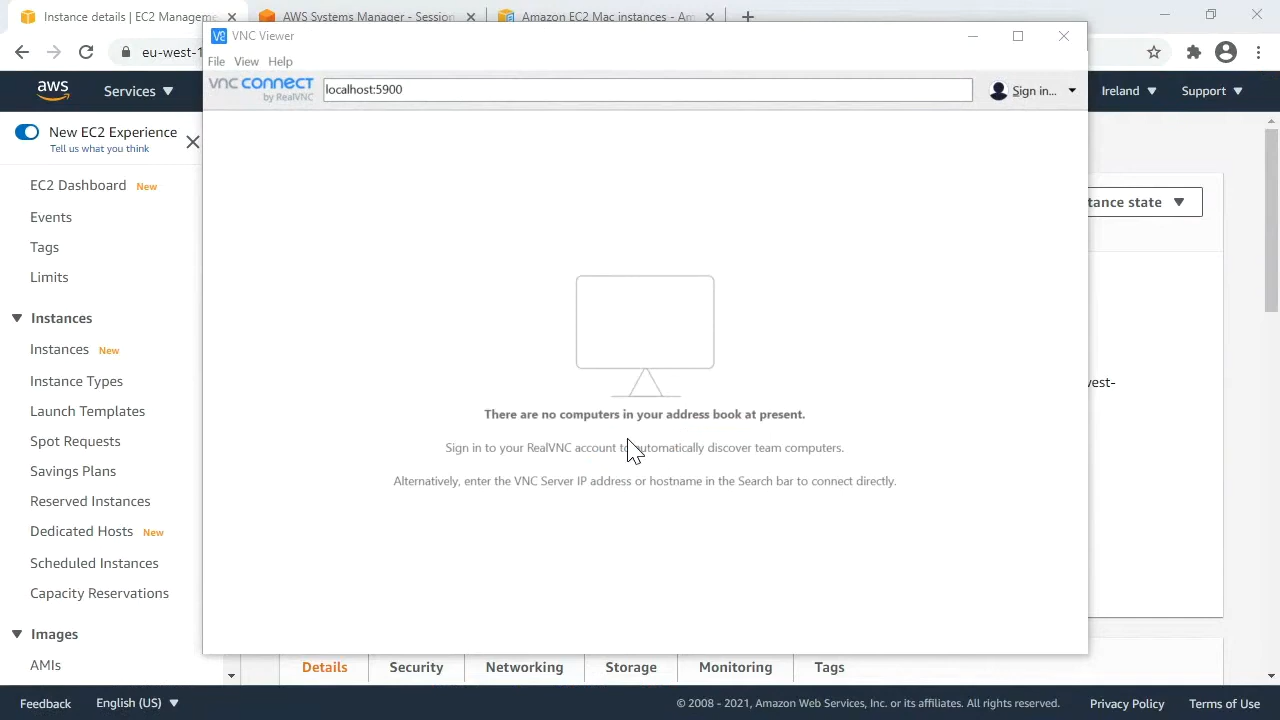 Instance details | EC2 Manageme
AWS Systems Manager - Session
Amazon EC2 Mac instances - Am
VNC Viewer
eu-west-1
File View Help
vnc connect
by RealVNC
localhost:5900
Sign in...
aws
Services
Ireland
Support
New EC2 Experience
Tell us what you think
EC2 Dashboard New
Events
Tags
Limits
Instances
Instances New
Instance Types
Launch Templates
Spot Requests
Savings Plans
Reserved Instances
Dedicated Hosts New
Scheduled Instances
Capacity Reservations
Images
AMIs
tance state
vest-
There are no computers in your address book at present.
Sign in to your RealVNC account to automatically discover team computers.
Alternatively, enter the VNC Server IP address or hostname in the Search bar to connect directly.
Details Security Networking Storage Monitoring Tags
Feedback English (US)
© 2008 - 2021, Amazon Web Services, Inc. or its affiliates. All rights reserved. Privacy Policy Terms of Use